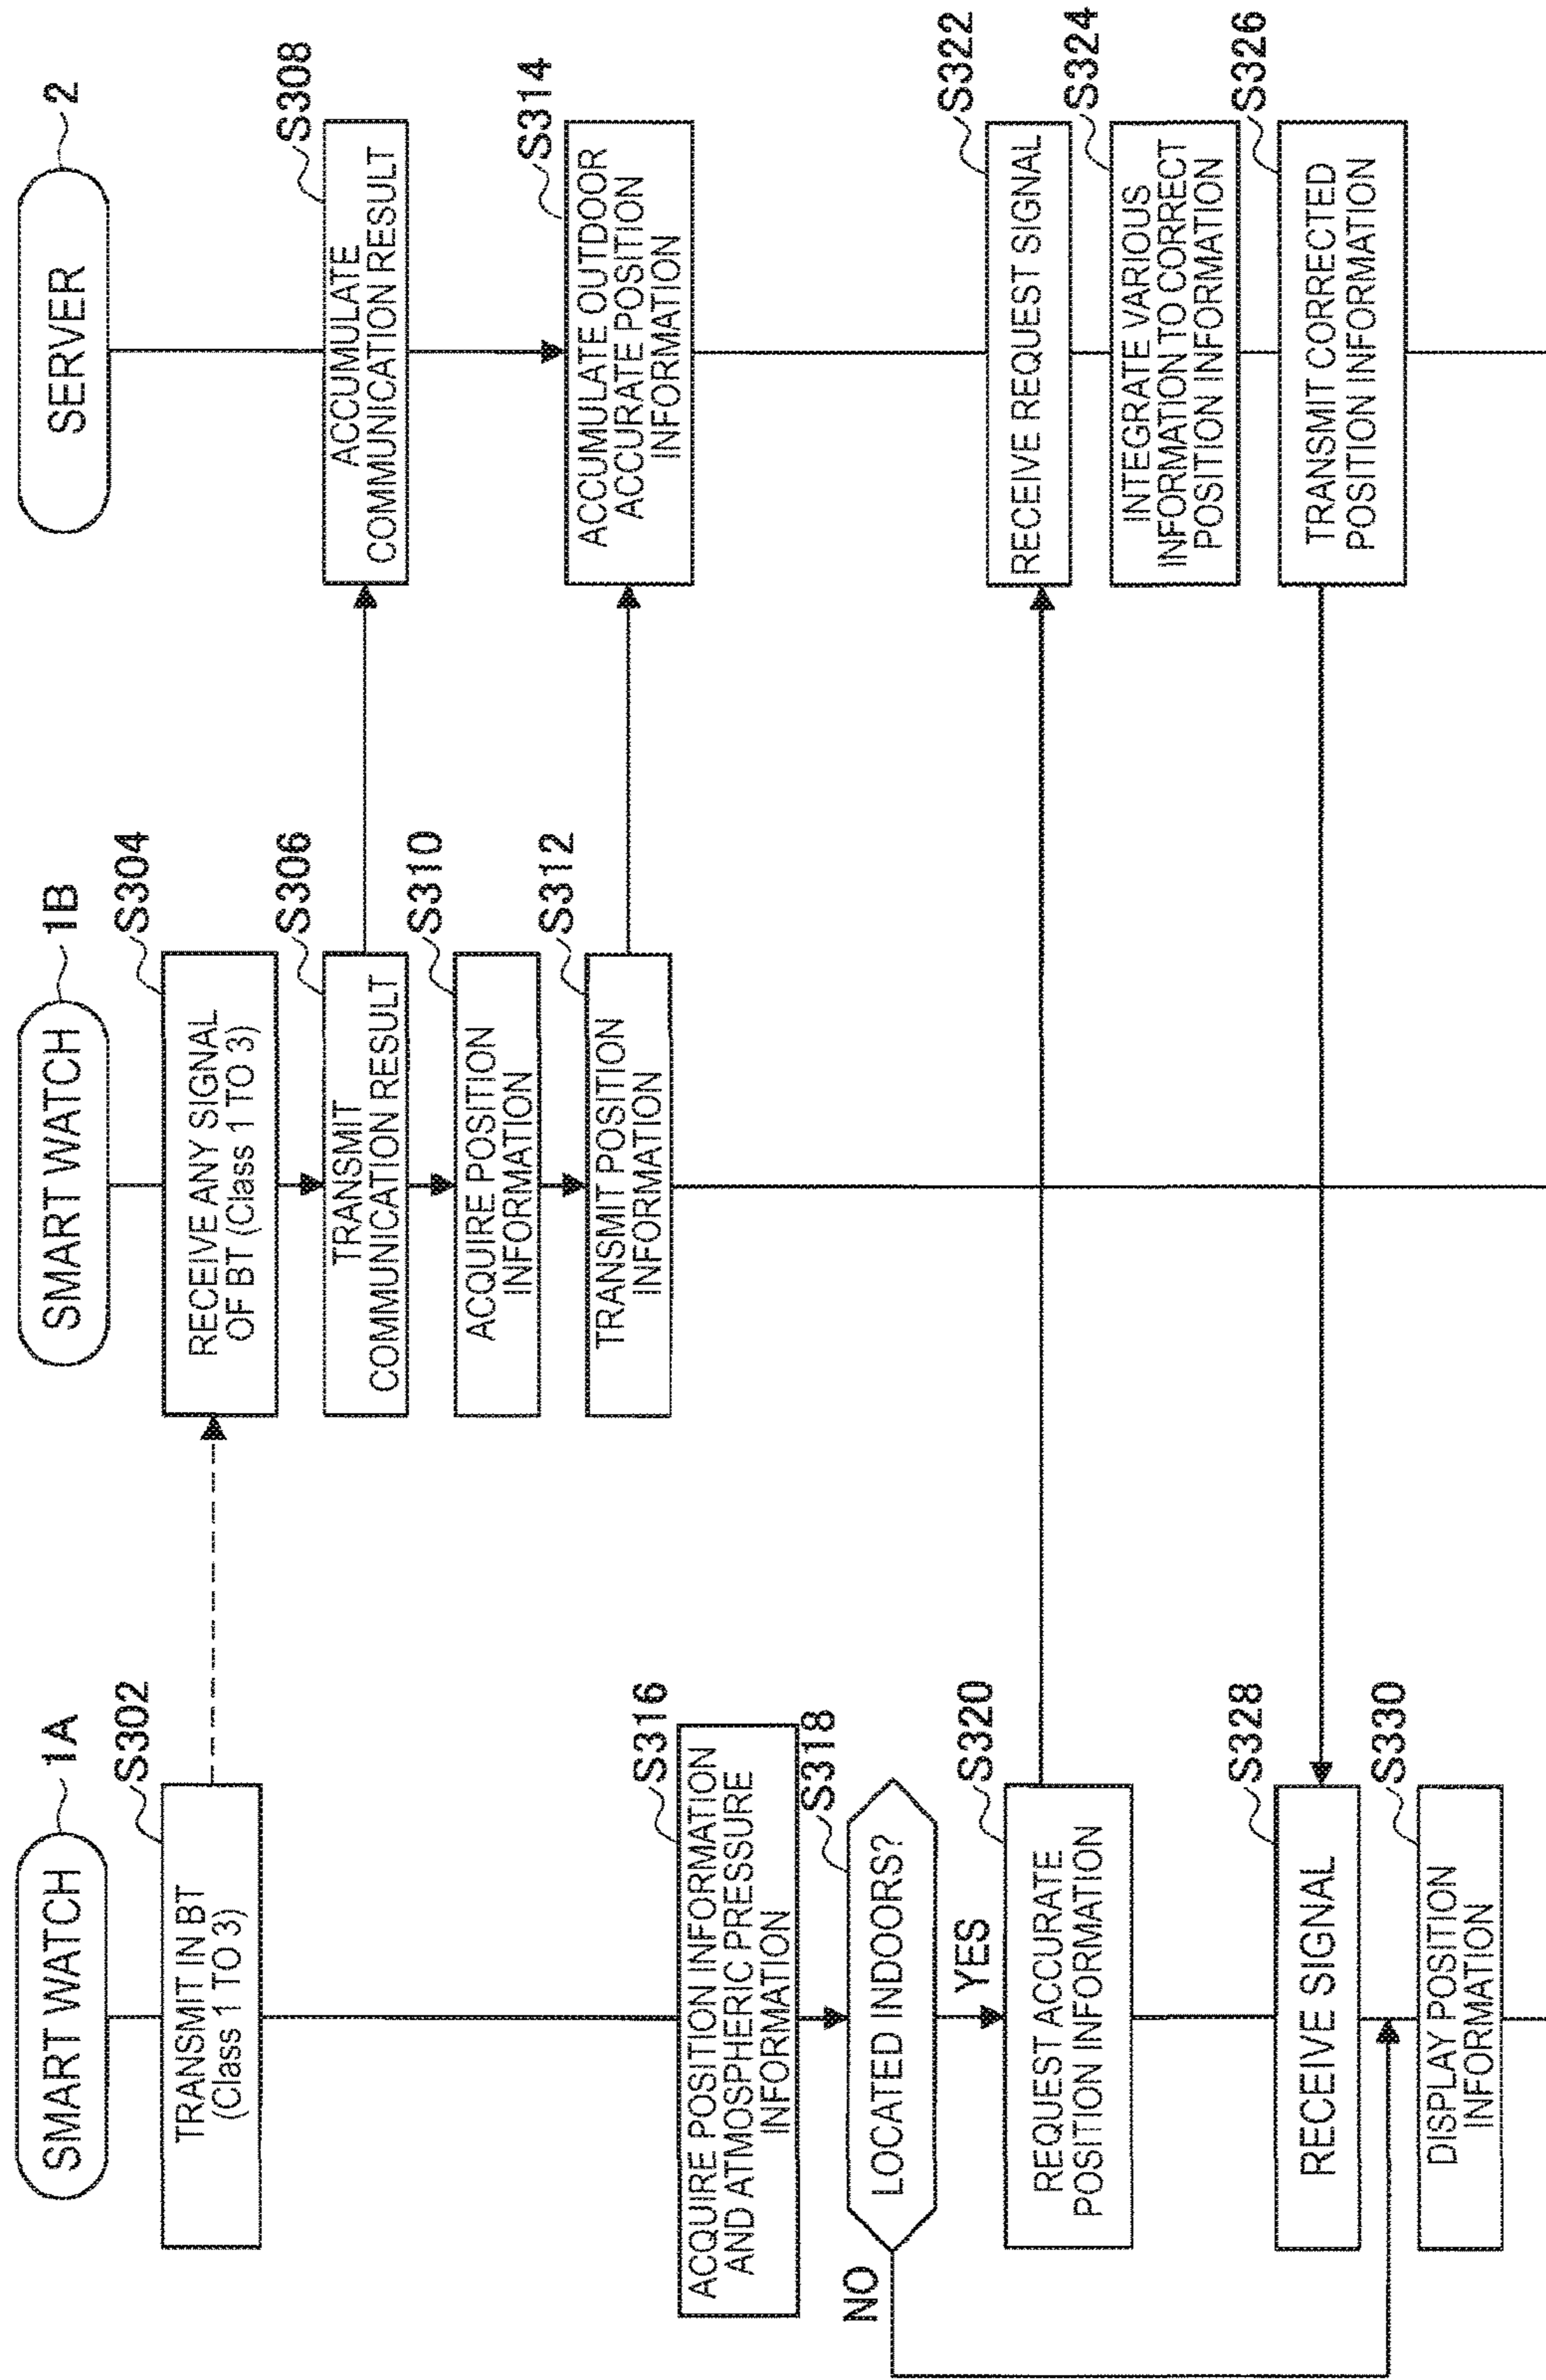 SMART WATCH
1A
SMART WATCH
1B
SERVER
2
S302
TRANSMIT IN BT
(Class 1 TO 3)
S304
RECEIVE ANY SIGNAL
OF BT (Class 1 TO 3)
S306
TRANSMIT
COMMUNICATION RESULT
S308
ACCUMULATE
COMMUNICATION RESULT
S310
ACQUIRE POSITION
INFORMATION
S312
TRANSMIT POSITION
INFORMATION
S314
ACCUMULATE OUTDOOR
ACCURATE POSITION
INFORMATION
S316
ACQUIRE POSITION INFORMATION
AND ATMOSPHERIC PRESSURE
INFORMATION
S318
LOCATED INDOORS?
NO
YES
S320
REQUEST ACCURATE
POSITION INFORMATION
S322
RECEIVE REQUEST SIGNAL
S324
INTEGRATE VARIOUS
INFORMATION TO CORRECT
POSITION INFORMATION
S326
TRANSMIT CORRECTED
POSITION INFORMATION
S328
RECEIVE SIGNAL
S330
DISPLAY POSITION
INFORMATION